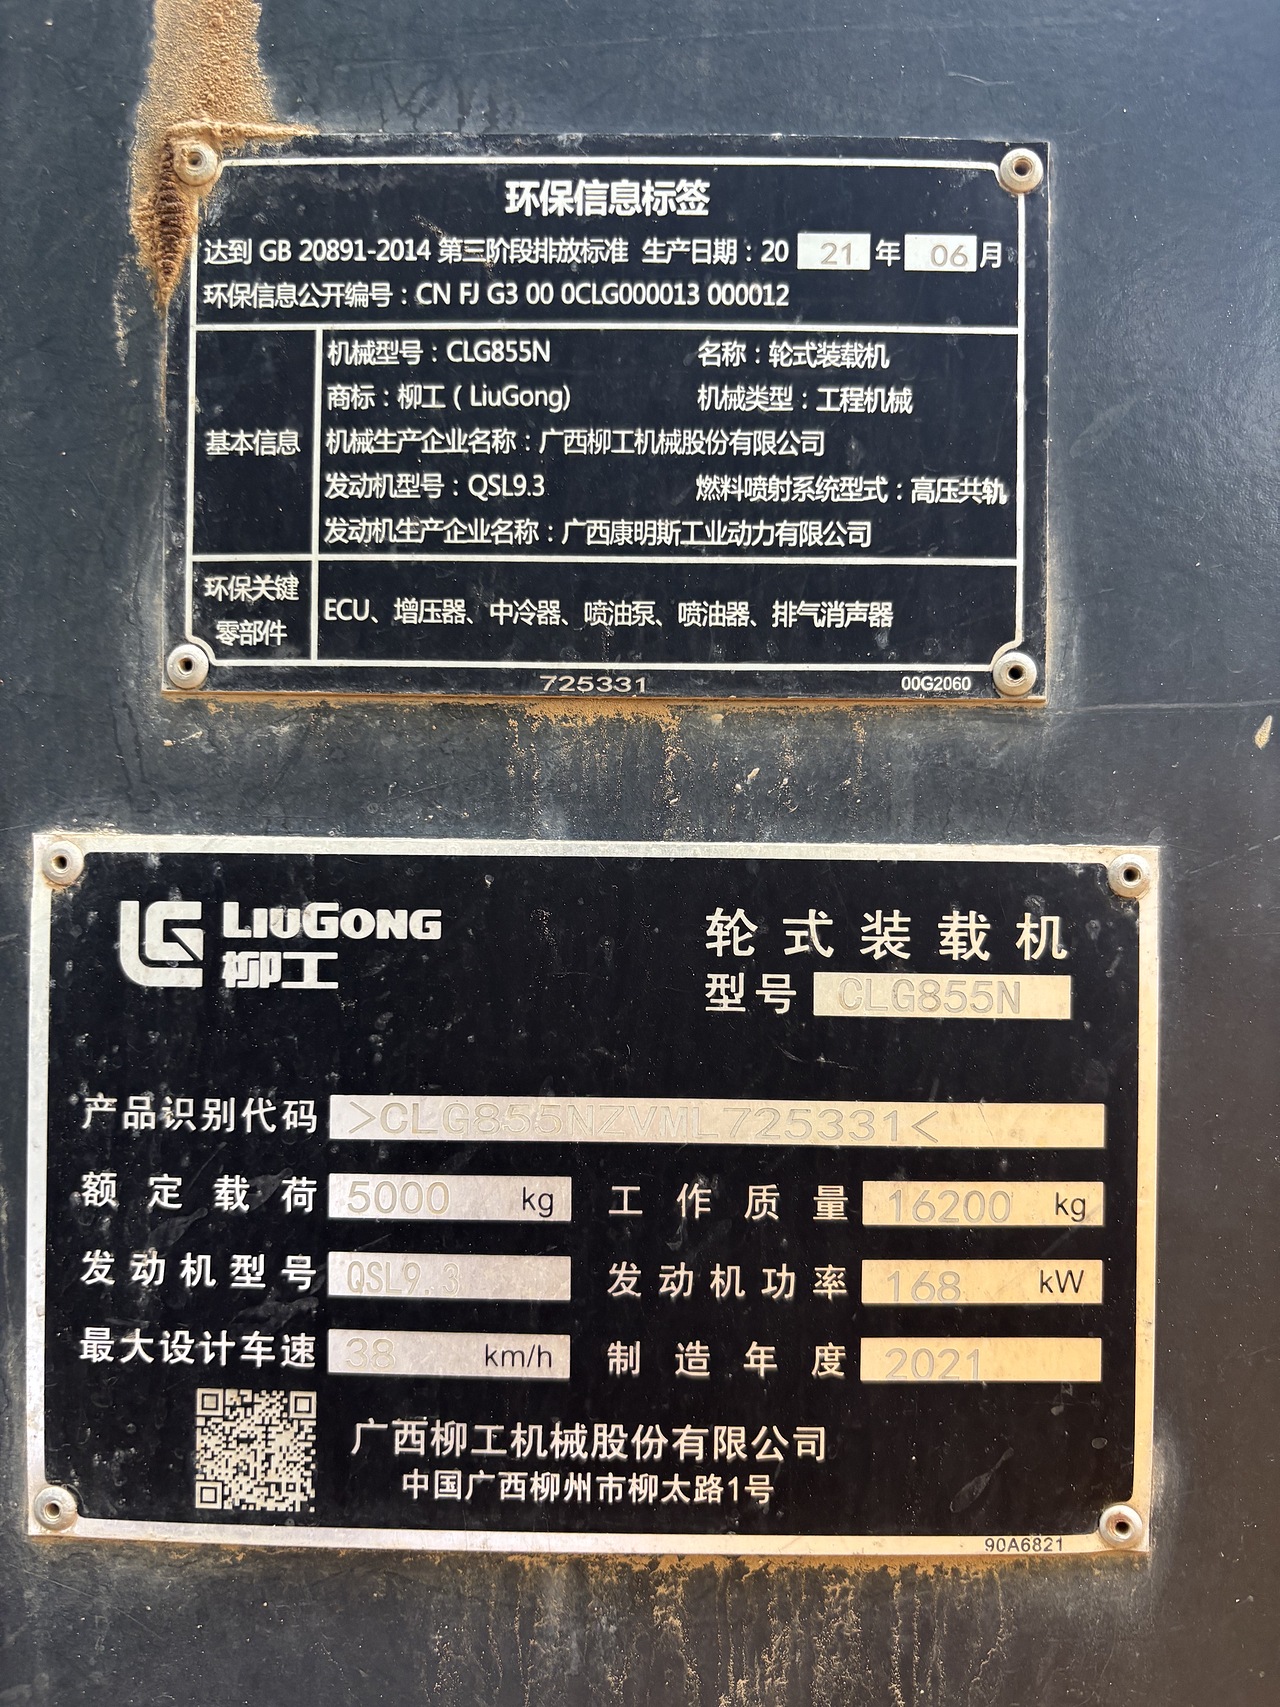 环保信息标签
达到 GB 20891-2014 第三阶段排放标准 生产日期：20 21 年 06 月
环保信息公开编号：CN FJ G3 00 0CLG000013 000012
基本信息
机械型号：CLG855N 名称：轮式装载机
商标：柳工（LiuGong) 机械类型：工程机械
机械生产企业名称：广西柳工机械股份有限公司
发动机型号：QSL9.3 燃料喷射系统型式：高压共轨
发动机生产企业名称：广西康明斯工业动力有限公司
环保关键
零部件
ECU、增压器、中冷器、喷油泵、喷油器、排气消声器
725331 00G2060
LIUGONG
柳工
轮式装载机
型号 CLG855N
产品识别代码 >CLG855NZVML725331<
额定载荷 5000 kg 工作质量 16200 kg
发动机型号 QSL9.3 发动机功率 168 kW
最大设计车速 38 km/h 制造年度 2021
广西柳工机械股份有限公司
中国广西柳州市柳太路1号
90A6821